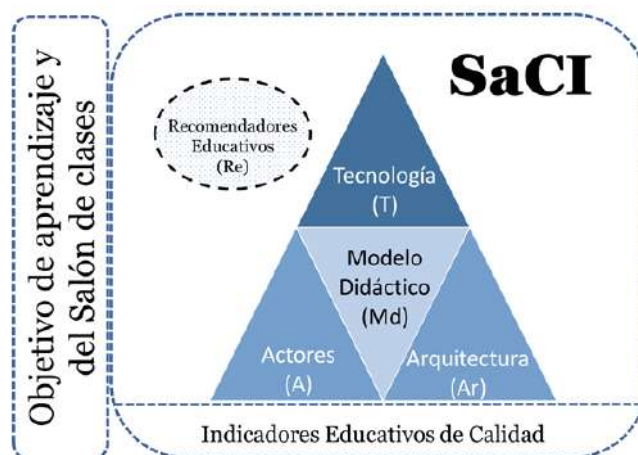 Objetivo de aprendizaje y
del Salón de clases
SaCI
Recomendadores
Educativos
(Re)
Tecnología
(T)
Modelo
Didáctico
(Md)
Actores
(A)
Arquitectura
(Ar)
Indicadores Educativos de Calidad